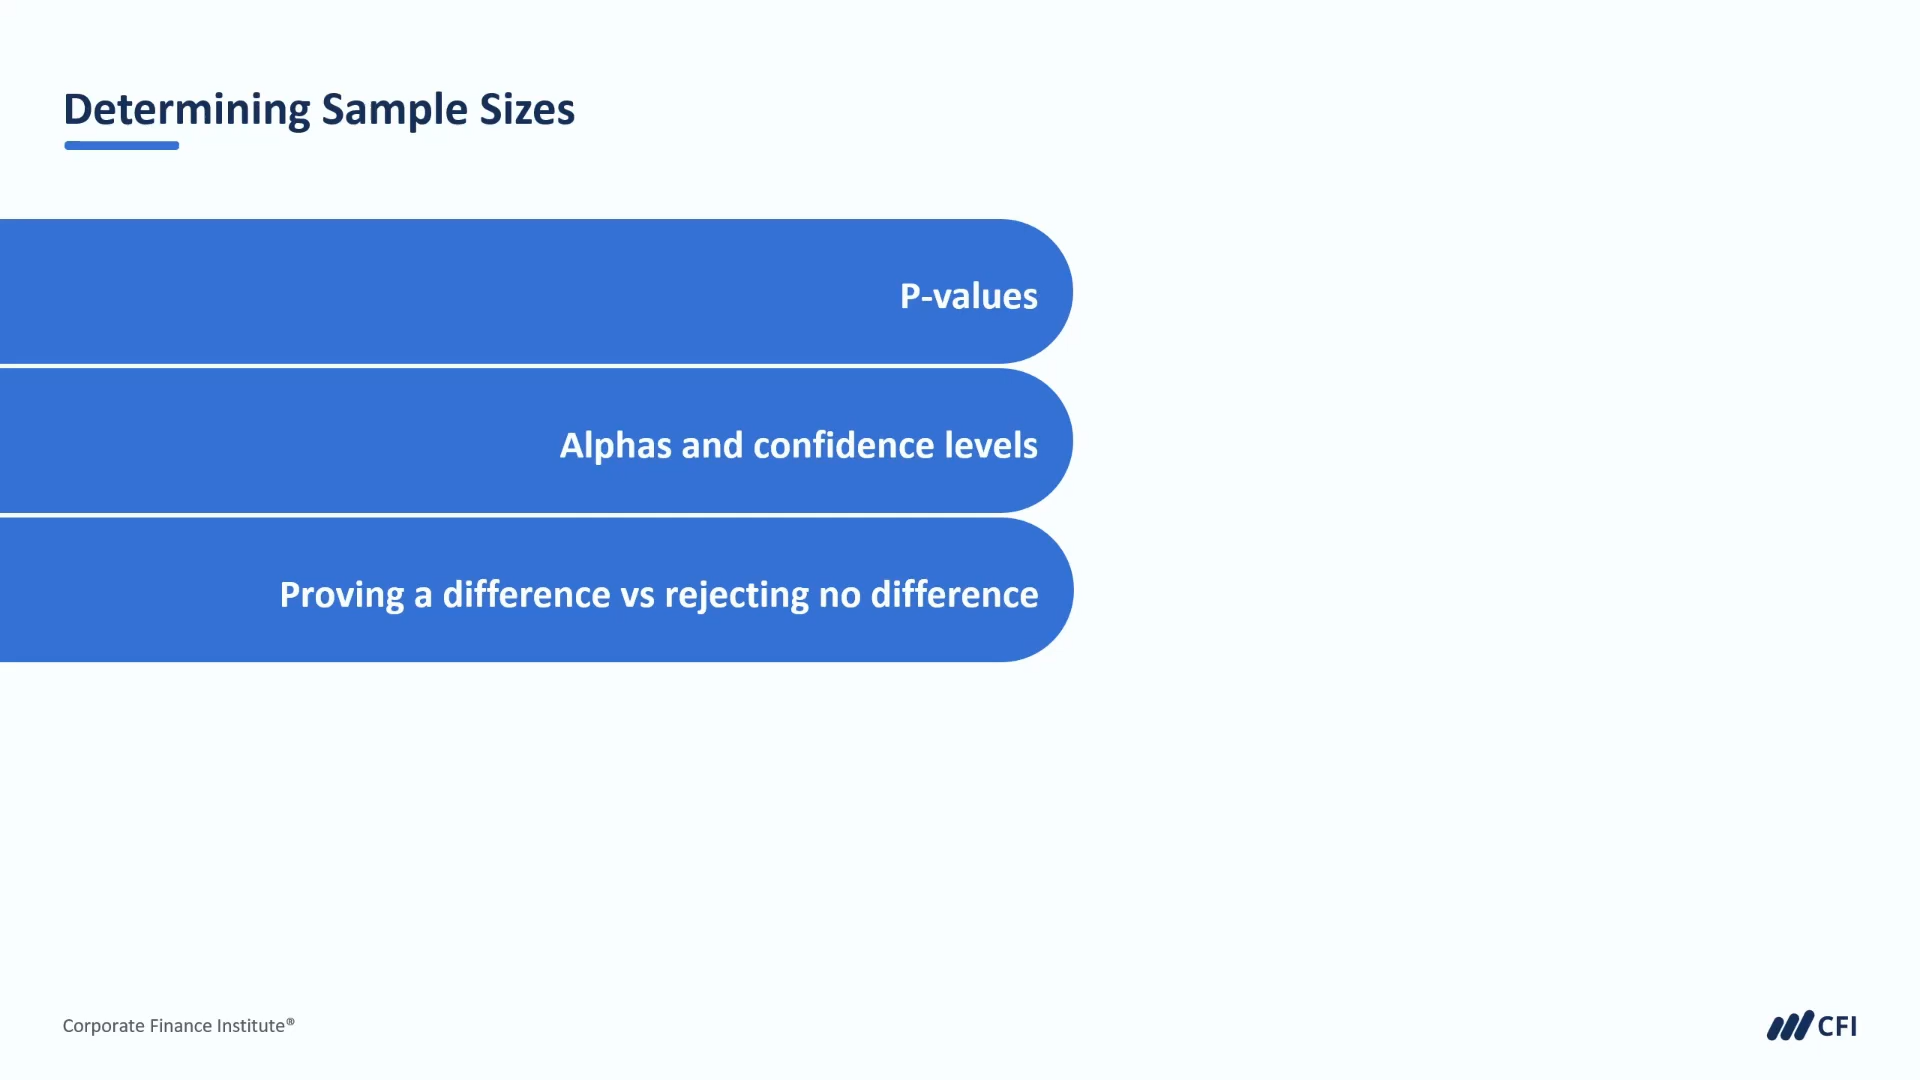 Determining Sample Sizes
P-values
Alphas and confidence levels
Proving a difference vs rejecting no difference
Corporate Finance Institute®
CFI